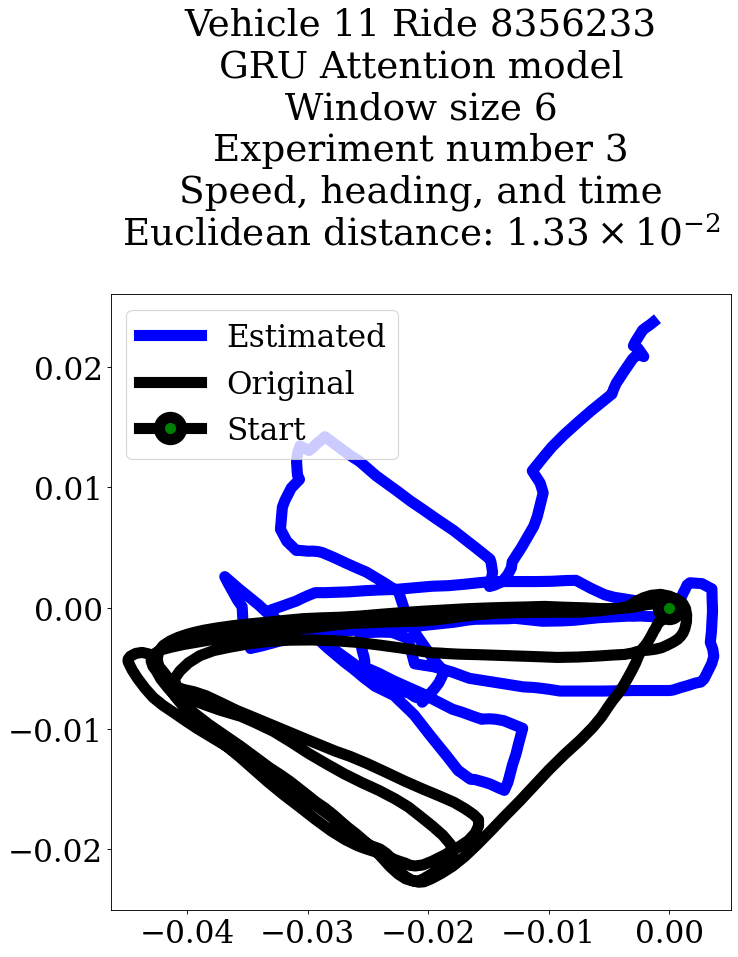 Vehicle 11 Ride 8356233
GRU Attention model
Window size 6
Experiment number 3
Speed, heading, and time
Euclidean distance: 1.33 × 10⁻²
Estimated
Original
Start
0.02
0.01
0.00
−0.01
−0.02
−0.04 −0.03 −0.02 −0.01 0.00